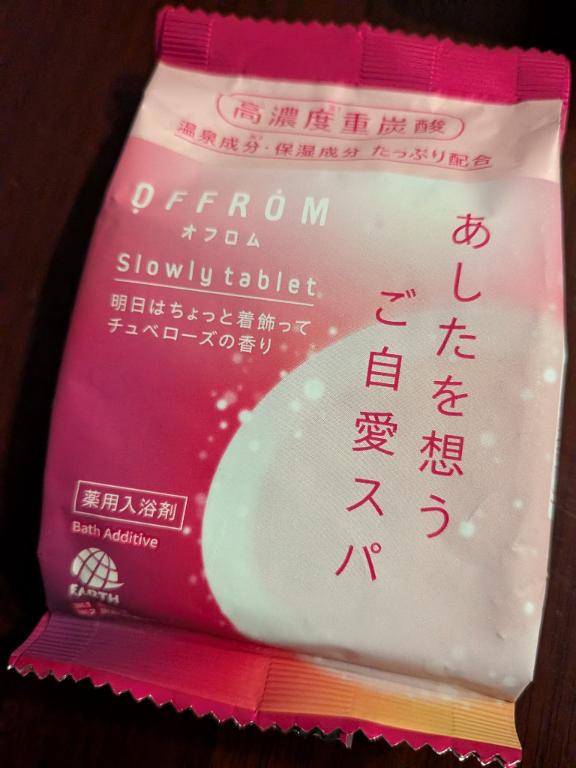 高濃度重炭酸
温泉成分・保湿成分 たっぷり配合
OFFROM
オフロム
Slowly tablet
明日はちょっと着飾って
チュベローズの香り
あしたを想う
ご自愛スパ
薬用入浴剤
Bath Additive
EARTH